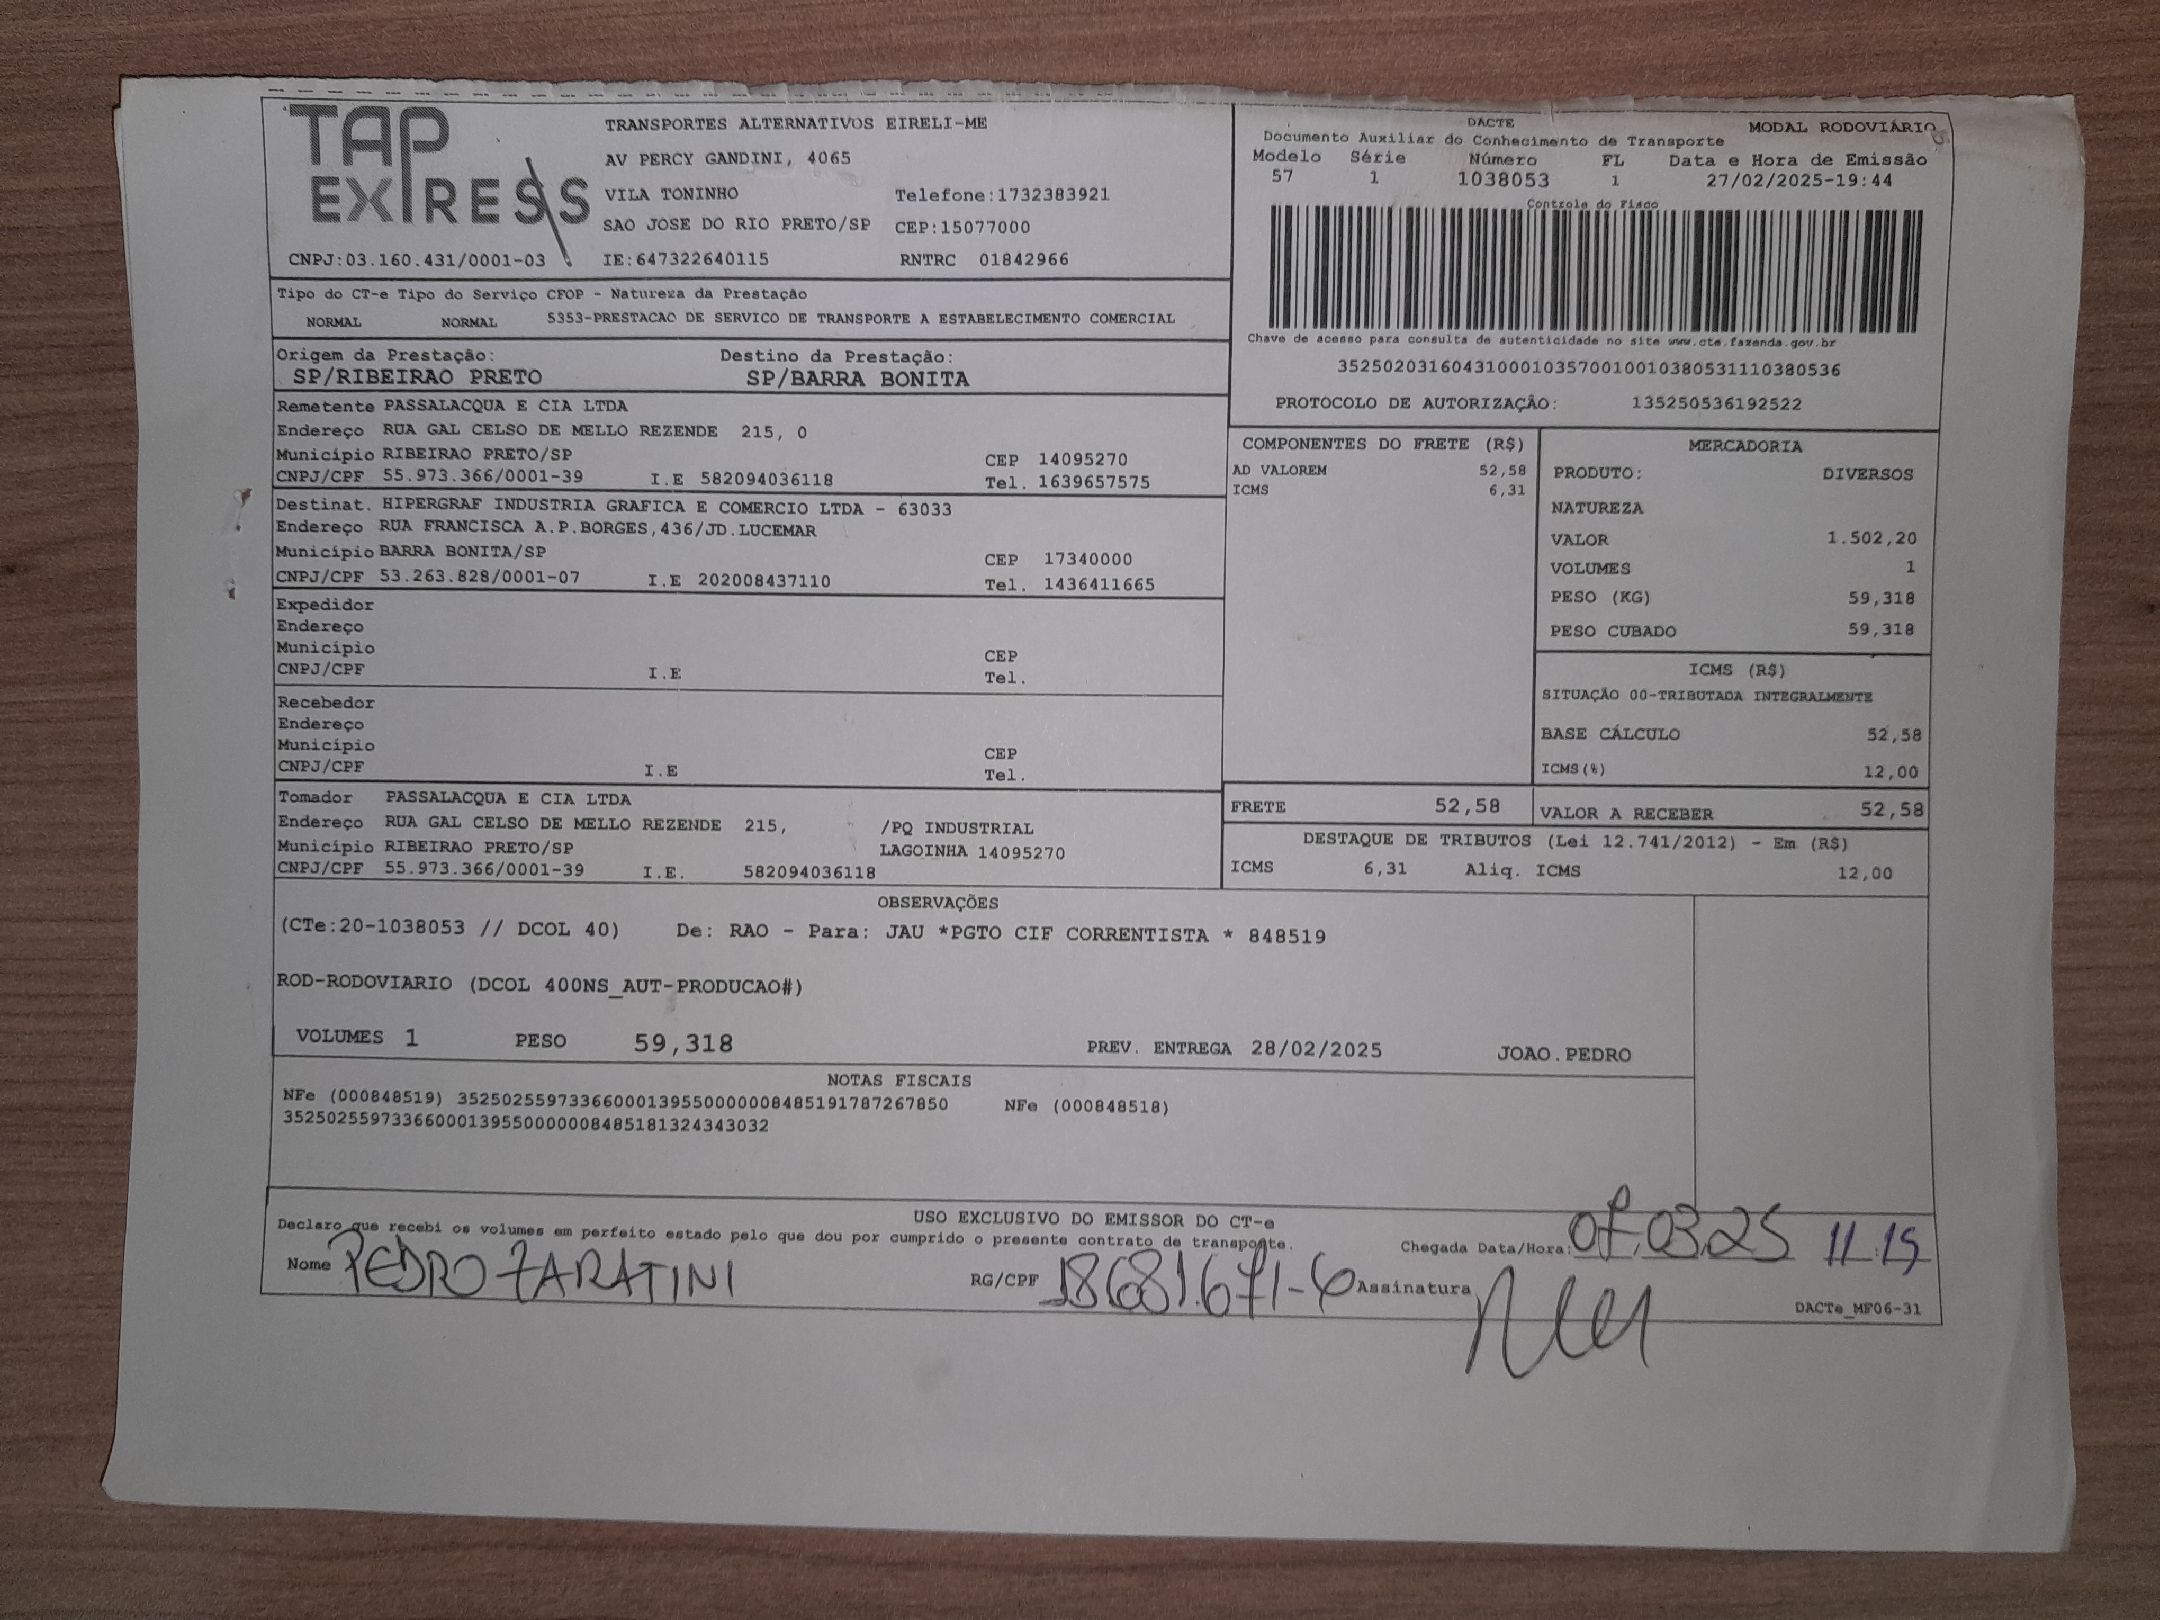 TAP EXPRESS
TRANSPORTES ALTERNATIVOS EIRELI-ME
AV PERCY GANDINI, 4065
VILA TONINHO Telefone:1732383921
SAO JOSE DO RIO PRETO/SP CEP:15077000
CNPJ:03.160.431/0001-03 IE:647322640115 RNTRC 01842966
DACTE MODAL RODOVIÁRIO
Documento Auxiliar do Conhecimento de Transporte
Modelo Série Número FL Data e Hora de Emissão
57 1 1038053 1 27/02/2025-19:44
Controle do Fisco
Chave de acesso para consulta de autenticidade no site www.cte.fazenda.gov.br
35250203160431000103570010010380531110380536
PROTOCOLO DE AUTORIZAÇÃO: 135250536192522
Tipo do CT-e Tipo do Serviço CFOP - Natureza da Prestação
NORMAL NORMAL 5353-PRESTACAO DE SERVICO DE TRANSPORTE A ESTABELECIMENTO COMERCIAL
Origem da Prestação: Destino da Prestação:
SP/RIBEIRAO PRETO SP/BARRA BONITA
Remetente PASSALACQUA E CIA LTDA
Endereço RUA GAL CELSO DE MELLO REZENDE 215, 0
Município RIBEIRAO PRETO/SP CEP 14095270
CNPJ/CPF 55.973.366/0001-39 I.E 582094036118 Tel. 1639657575
Destinat. HIPERGRAF INDUSTRIA GRAFICA E COMERCIO LTDA - 63033
Endereço RUA FRANCISCA A.P.BORGES,436/JD.LUCEMAR
Município BARRA BONITA/SP CEP 17340000
CNPJ/CPF 53.263.828/0001-07 I.E 202008437110 Tel. 1436411665
Expedidor
Endereço
Município CEP
CNPJ/CPF I.E Tel.
Recebedor
Endereço
Município CEP
CNPJ/CPF I.E Tel.
Tomador PASSALACQUA E CIA LTDA
Endereço RUA GAL CELSO DE MELLO REZENDE 215, /PQ INDUSTRIAL
Município RIBEIRAO PRETO/SP LAGOINHA 14095270
CNPJ/CPF 55.973.366/0001-39 I.E. 582094036118
COMPONENTES DO FRETE (R$)
AD VALOREM 52,58
ICMS 6,31
MERCADORIA
PRODUTO: DIVERSOS
NATUREZA
VALOR 1.502,20
VOLUMES 1
PESO (KG) 59,318
PESO CUBADO 59,318
ICMS (R$)
SITUAÇÃO 00-TRIBUTADA INTEGRALMENTE
BASE CÁLCULO 52,58
ICMS(%) 12,00
FRETE 52,58 VALOR A RECEBER 52,58
DESTAQUE DE TRIBUTOS (Lei 12.741/2012) - Em (R$)
ICMS 6,31 Aliq. ICMS 12,00
OBSERVAÇÕES
(CTe:20-1038053 // DCOL 40) De: RAO - Para: JAU *PGTO CIF CORRENTISTA * 848519
ROD-RODOVIARIO (DCOL 400NS_AUT-PRODUCAO#)
VOLUMES 1 PESO 59,318 PREV. ENTREGA 28/02/2025 JOAO.PEDRO
NOTAS FISCAIS
NFe (000848519) 35250255973366000139550000008485191787267850 NFe (000848518)
35250255973366000139550000008485181324343032
USO EXCLUSIVO DO EMISSOR DO CT-e
Declaro que recebi os volumes em perfeito estado pelo que dou por cumprido o presente contrato de transporte.
Chegada Data/Hora: 07.03.25 11:15
Nome PEDRO ZARATINI RG/CPF 18681.671-6 Assinatura
DACTe_MF06-31